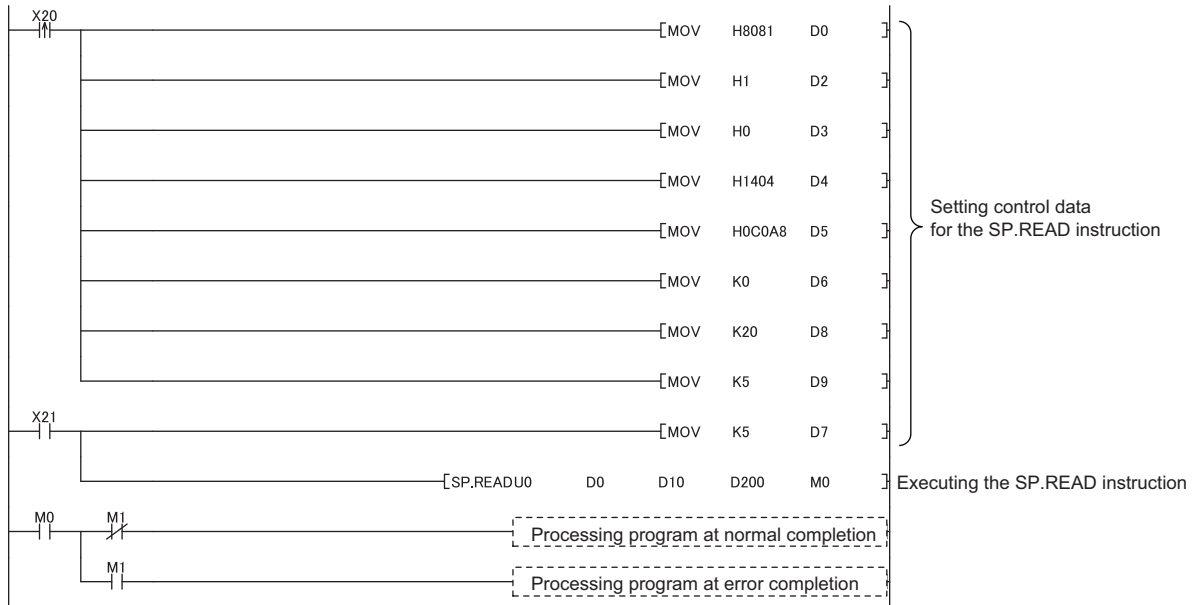 X20
MOV H8081 D0
MOV H1 D2
MOV H0 D3
MOV H1404 D4
Setting control data
for the SP.READ instruction
MOV H0C0A8 D5
MOV K0 D6
MOV K20 D8
MOV K5 D9
X21
MOV K5 D7
SP.READU0 D0 D10 D200 M0 Executing the SP.READ instruction
M0 M1
Processing program at normal completion
M1
Processing program at error completion